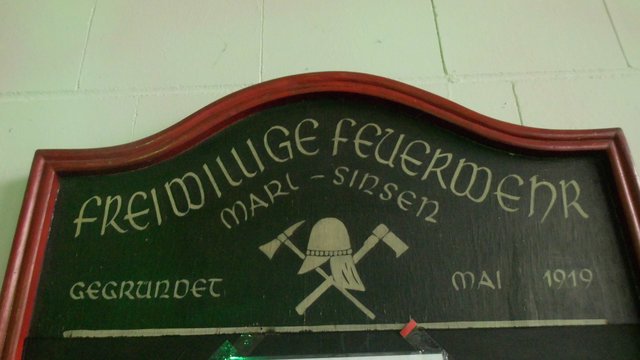 FREIWILLIGE FEUERWEHR
MARL-SINSEN
GEGRUNDET MAI 1919